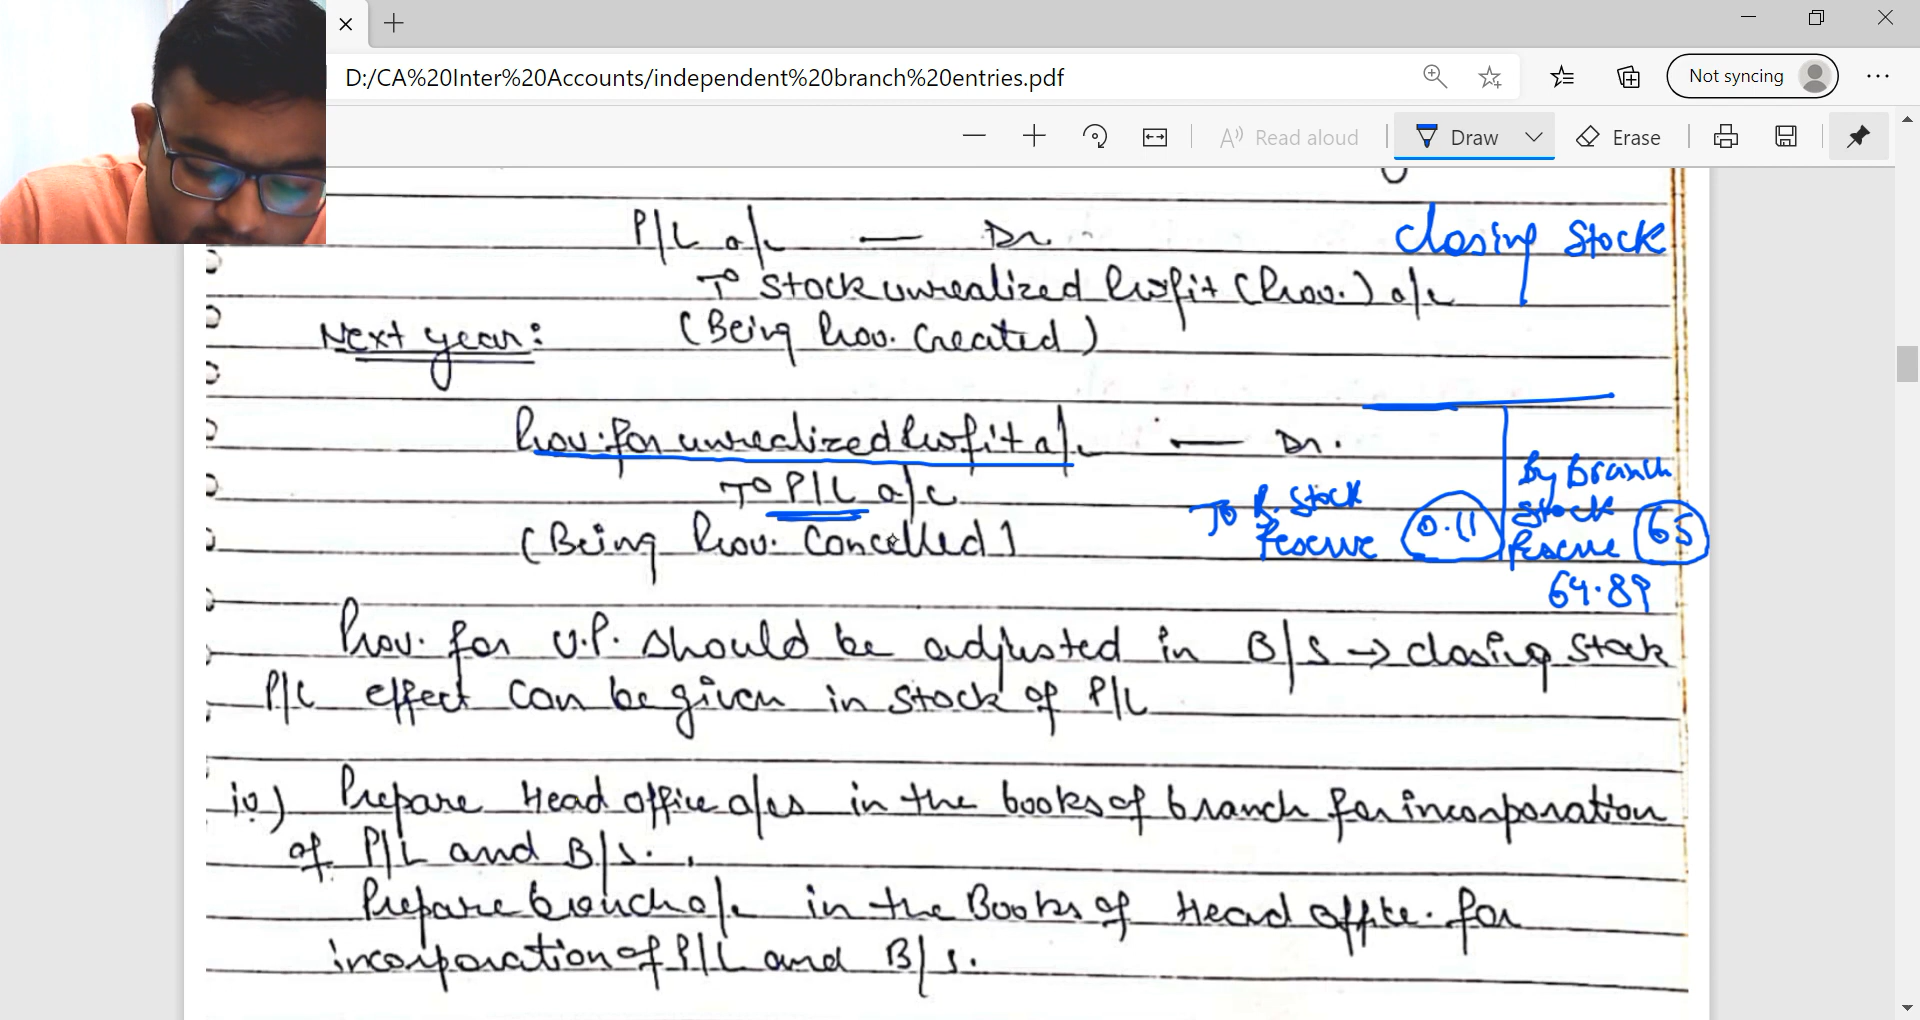 D:/CA%20Inter%20Accounts/independent%20branch%20entries.pdf
Not syncing
Read aloud
Draw
Erase
P/L a/c — Dr.
closing Stock
To Stock unrealized Profit (Prov.) a/c
Next year:
(Being Prov. Created)
Prov. for unrealized Profit a/c — Dr.
By Branch
Stock
Reserve 65
To P/L a/c
To B. Stock
Reserve 0.11
(Being Prov. Cancelled)
64.89
Prov. for U.P. should be adjusted in B/S → closing stock
P/L effect can be given in stock of P/L
iv.) Prepare Head office a/cs in the books of branch for incorporation
of P/L and B/S.
Prepare branch a/c in the Books of Head office. for
incorporation of P/L and B/S.